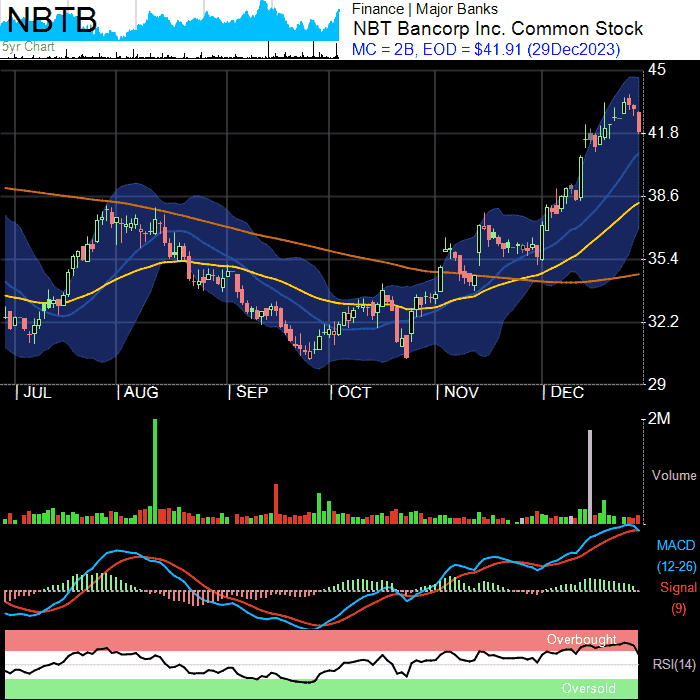 NBTB
5yr Chart
Finance | Major Banks
NBT Bancorp Inc. Common Stock
MC = 2B, EOD = $41.91 (29Dec2023)
45
41.8
38.6
35.4
32.2
29
| JUL | AUG | SEP | OCT | NOV | DEC
2M
Volume
MACD
(12-26)
Signal
(9)
Overbought
RSI(14)
Oversold